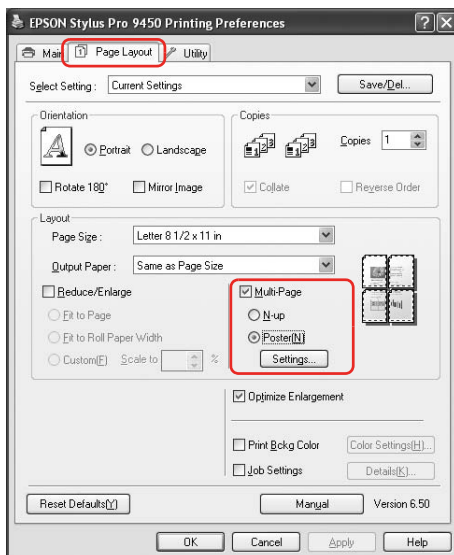 EPSON Stylus Pro 9450 Printing Preferences
Main Page Layout Utility
Select Setting : Current Settings Save/Del...
Orientation
Portrait Landscape
Rotate 180° Mirror Image
Copies
Copies 1
Collate Reverse Order
Layout
Page Size : Letter 8 1/2 x 11 in
Output Paper : Same as Page Size
Reduce/Enlarge
Fit to Page
Fit to Roll Paper Width
Custom(F) Scale to %
Multi-Page
N-up
Poster(N)
Settings...
Optimize Enlargement
Print Bckg Color Color Settings(H)...
Job Settings Details(K)...
Reset Defaults(Y) Manual Version 6.50
OK Cancel Apply Help